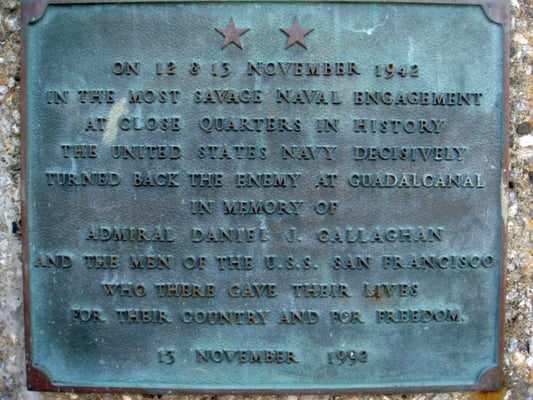 ON 12 & 13 NOVEMBER 1942
IN THE MOST SAVAGE NAVAL ENGAGEMENT
AT CLOSE QUARTERS IN HISTORY
THE UNITED STATES NAVY DECISIVELY
TURNED BACK THE ENEMY AT GUADALCANAL
IN MEMORY OF
ADMIRAL DANIEL J. CALLAGHAN
AND THE MEN OF THE U.S.S. SAN FRANCISCO
WHO THERE GAVE THEIR LIVES
FOR THEIR COUNTRY AND FOR FREEDOM.
13 NOVEMBER 1992